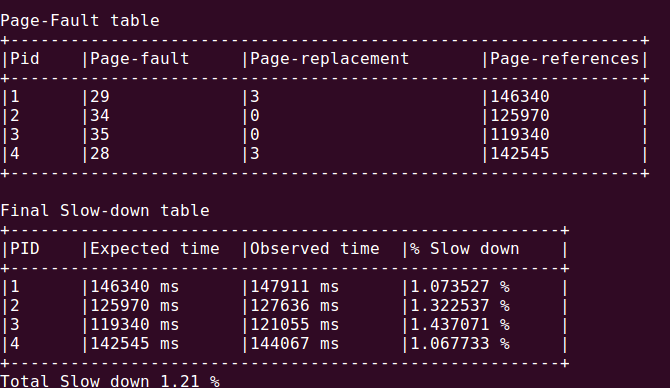 Page-Fault table
+---------------------------------------------------------------+
|Pid    |Page-fault     |Page-replacement       |Page-references|
+---------------------------------------------------------------+
|1      |29             |3                      |146340         |
|2      |34             |0                      |125970         |
|3      |35             |0                      |119340         |
|4      |28             |3                      |142545         |
+---------------------------------------------------------------+
Final Slow-down table
+-------------------------------------------------------+
|PID    |Expected time  |Observed time  |% Slow down    |
+-------------------------------------------------------+
|1      |146340 ms      |147911 ms      |1.073527 %     |
|2      |125970 ms      |127636 ms      |1.322537 %     |
|3      |119340 ms      |121055 ms      |1.437071 %     |
|4      |142545 ms      |144067 ms      |1.067733 %     |
+-------------------------------------------------------+
Total Slow down 1.21 %